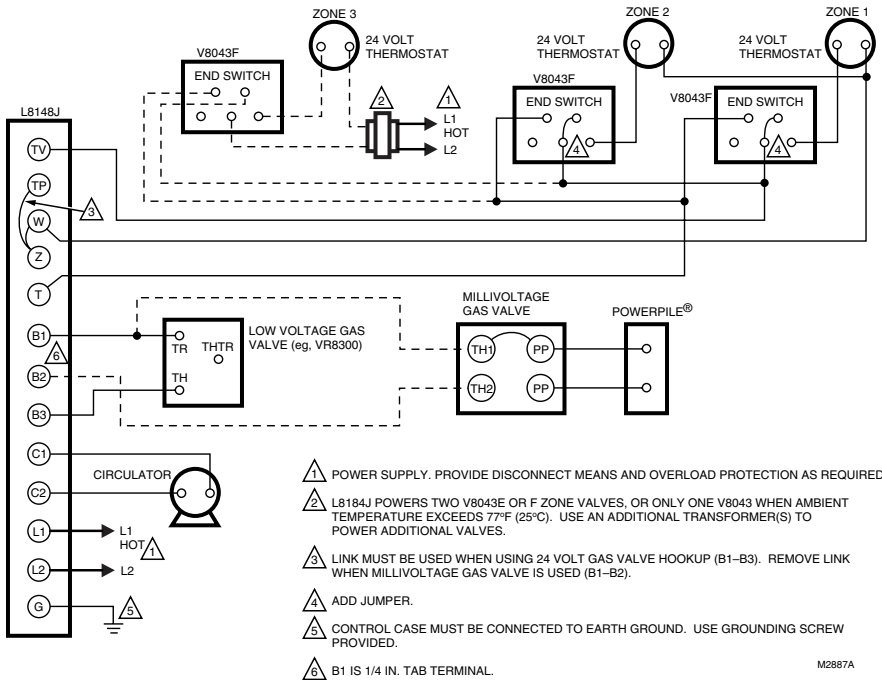 ZONE 3
24 VOLT
THERMOSTAT
V8043F
END SWITCH
2
1
L1
HOT
L2
ZONE 2
24 VOLT
THERMOSTAT
V8043F
END SWITCH
4
ZONE 1
24 VOLT
THERMOSTAT
V8043F
END SWITCH
4
L8148J
TV
TP
W
3
Z
T
B1
6
B2
B3
C1
C2
L1
L2
G
LOW VOLTAGE GAS
VALVE (eg, VR8300)
TR
THTR
TH
MILLIVOLTAGE
GAS VALVE
TH1
PP
TH2
PP
POWERPILE®
CIRCULATOR
L1
HOT
1
L2
5
1 POWER SUPPLY. PROVIDE DISCONNECT MEANS AND OVERLOAD PROTECTION AS REQUIRED
2 L8184J POWERS TWO V8043E OR F ZONE VALVES, OR ONLY ONE V8043 WHEN AMBIENT
TEMPERATURE EXCEEDS 77°F (25°C). USE AN ADDITIONAL TRANSFORMER(S) TO
POWER ADDITIONAL VALVES.
3 LINK MUST BE USED WHEN USING 24 VOLT GAS VALVE HOOKUP (B1–B3). REMOVE LINK
WHEN MILLIVOLTAGE GAS VALVE IS USED (B1–B2).
4 ADD JUMPER.
5 CONTROL CASE MUST BE CONNECTED TO EARTH GROUND. USE GROUNDING SCREW
PROVIDED.
6 B1 IS 1/4 IN. TAB TERMINAL.
M2887A